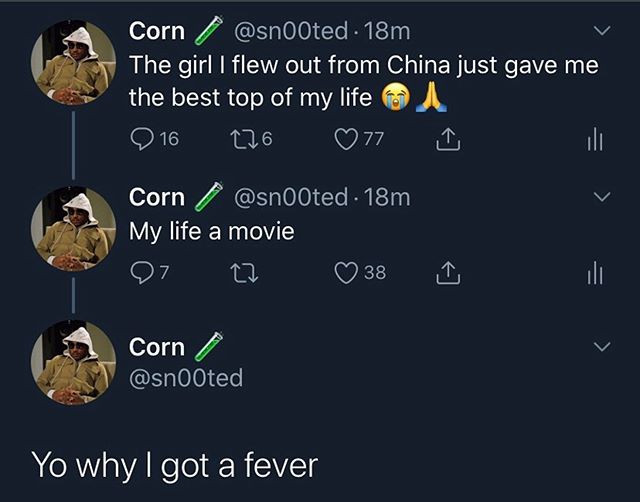 Corn 🧪 @sn00ted · 18m
The girl I flew out from China just gave me
the best top of my life 😭🙏
16 6 77
Corn 🧪 @sn00ted · 18m
My life a movie
7 38
Corn 🧪
@sn00ted
Yo why I got a fever